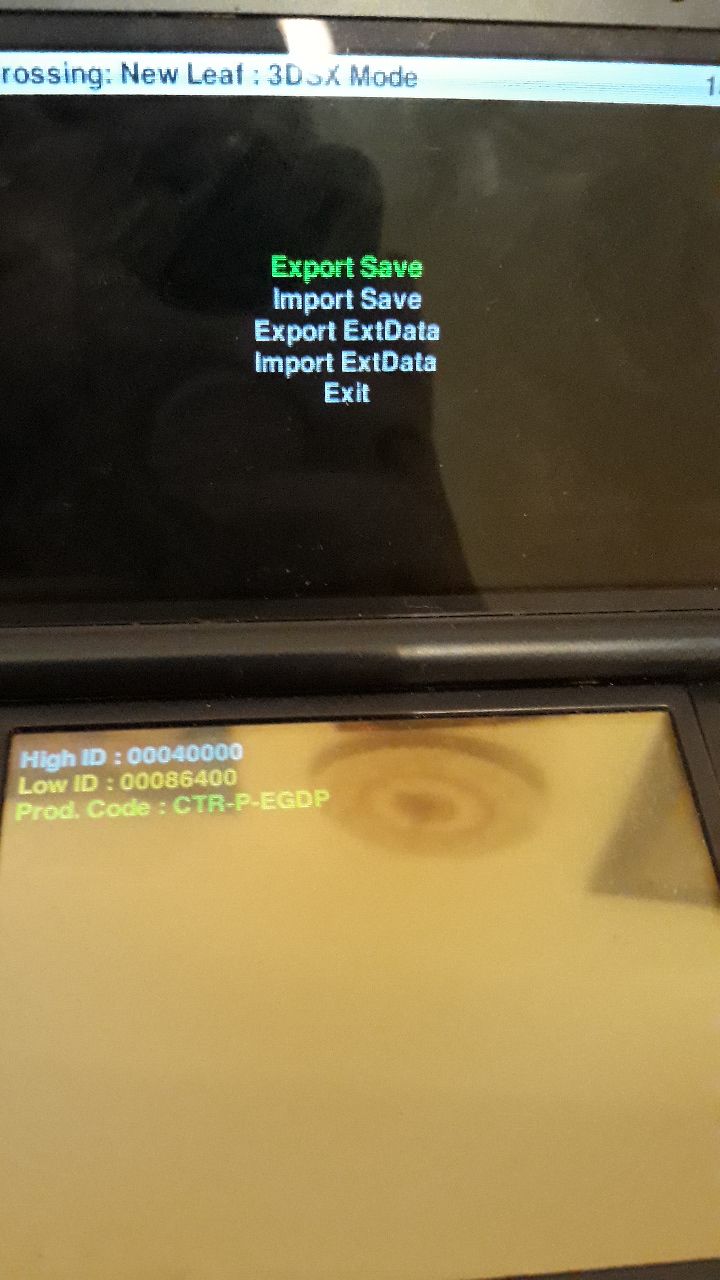 rossing: New Leaf : 3DSX Mode
Export Save
Import Save
Export ExtData
Import ExtData
Exit
High ID : 00040000
Low ID : 00086400
Prod. Code : CTR-P-EGDP